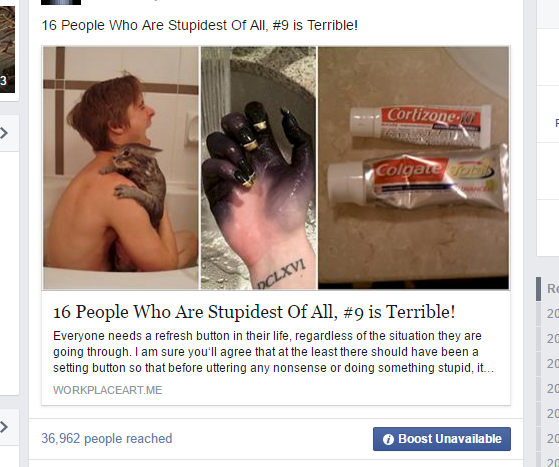 16 People Who Are Stupidest Of All, #9 is Terrible!
3
Cortizone•10
Colgate Total
ADVANCED
DCLXVI
16 People Who Are Stupidest Of All, #9 is Terrible!
Everyone needs a refresh button in their life, regardless of the situation they are
going through. I am sure you'll agree that at the least there should have been a
setting button so that before uttering any nonsense or doing something stupid, it…
WORKPLACEART.ME
36,962 people reached
Boost Unavailable
Re
20
20
20
20
20
20
20